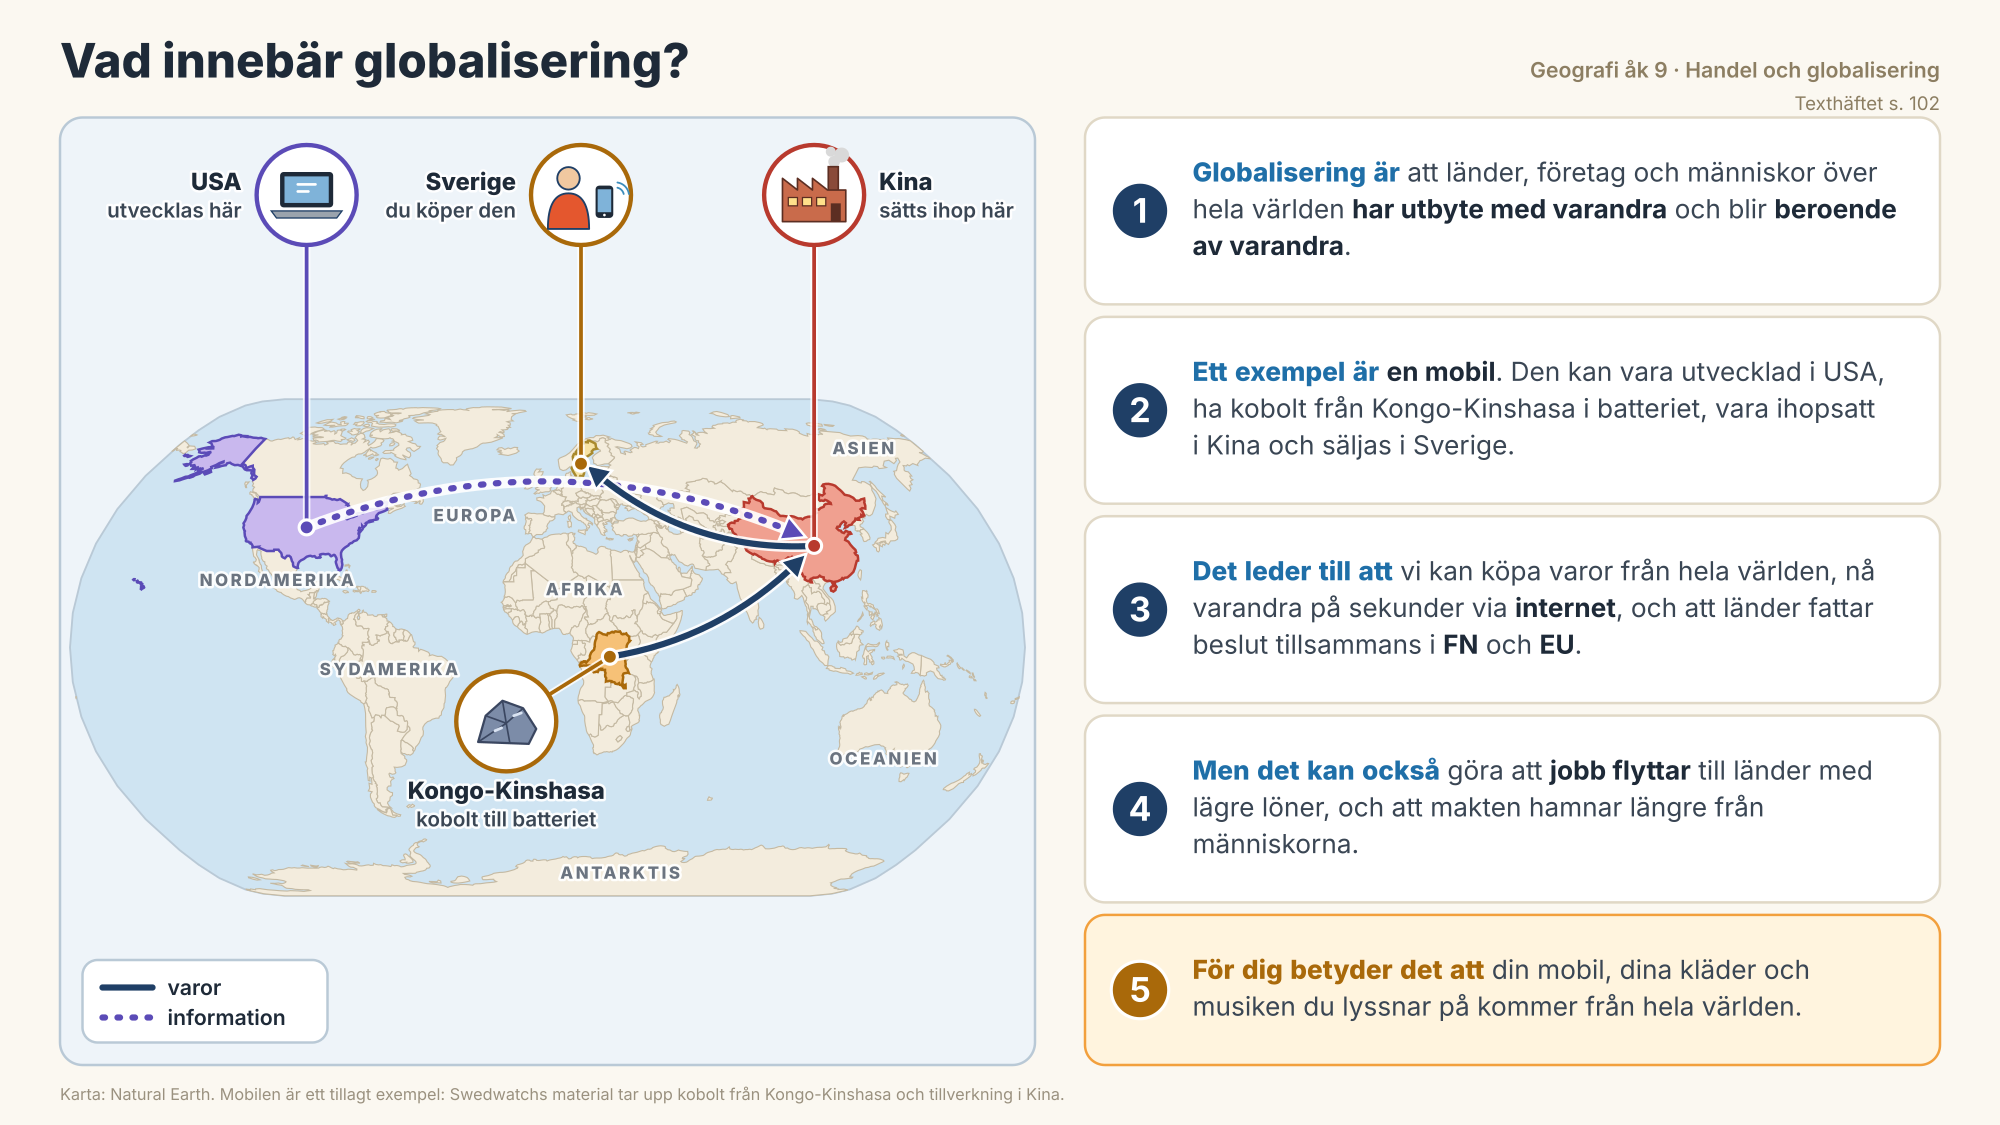 Vad innebär globalisering?
Geografi åk 9 · Handel och globalisering
Texthäftet s. 102
USA
utvecklas här
Sverige
du köper den
Kina
sätts ihop här
ASIEN
EUROPA
NORDAMERIKA
AFRIKA
SYDAMERIKA
OCEANIEN
Kongo-Kinshasa
kobolt till batteriet
ANTARKTIS
varor
information
1
Globalisering är att länder, företag och människor över
hela världen har utbyte med varandra och blir beroende
av varandra.
2
Ett exempel är en mobil. Den kan vara utvecklad i USA,
ha kobolt från Kongo-Kinshasa i batteriet, vara ihopsatt
i Kina och säljas i Sverige.
3
Det leder till att vi kan köpa varor från hela världen, nå
varandra på sekunder via internet, och att länder fattar
beslut tillsammans i FN och EU.
4
Men det kan också göra att jobb flyttar till länder med
lägre löner, och att makten hamnar längre från
människorna.
5
För dig betyder det att din mobil, dina kläder och
musiken du lyssnar på kommer från hela världen.
Karta: Natural Earth. Mobilen är ett tillagt exempel: Swedwatchs material tar upp kobolt från Kongo-Kinshasa och tillverkning i Kina.